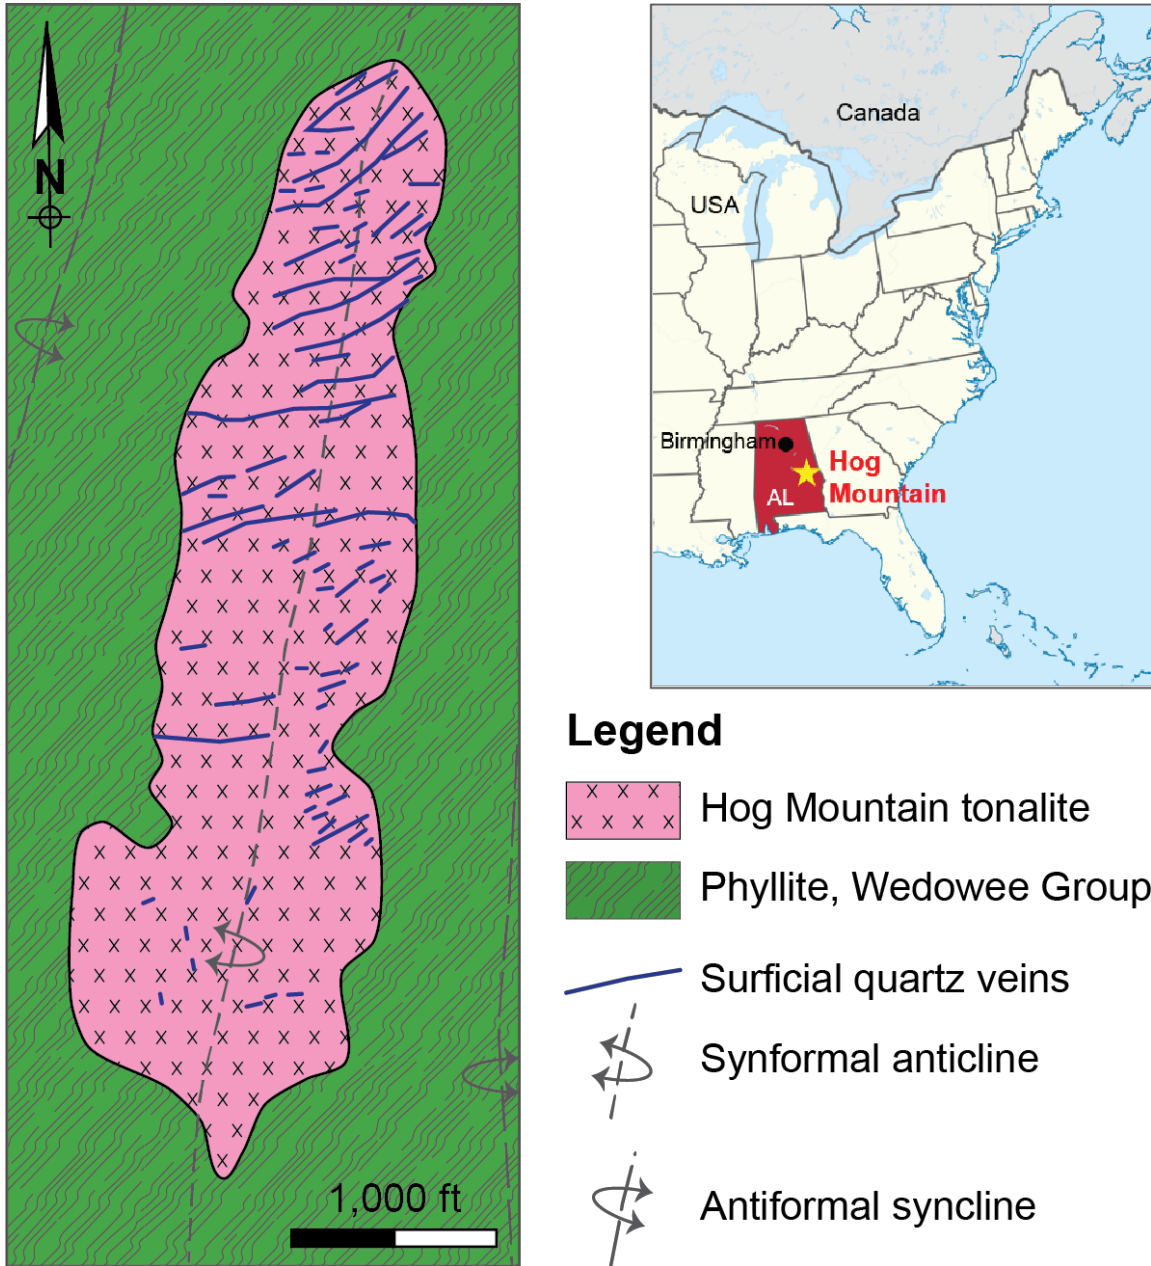 N
1,000 ft
Canada
USA
Birmingham
Hog
Mountain
AL
Legend
Hog Mountain tonalite
Phyllite, Wedowee Group
Surficial quartz veins
Synformal anticline
Antiformal syncline